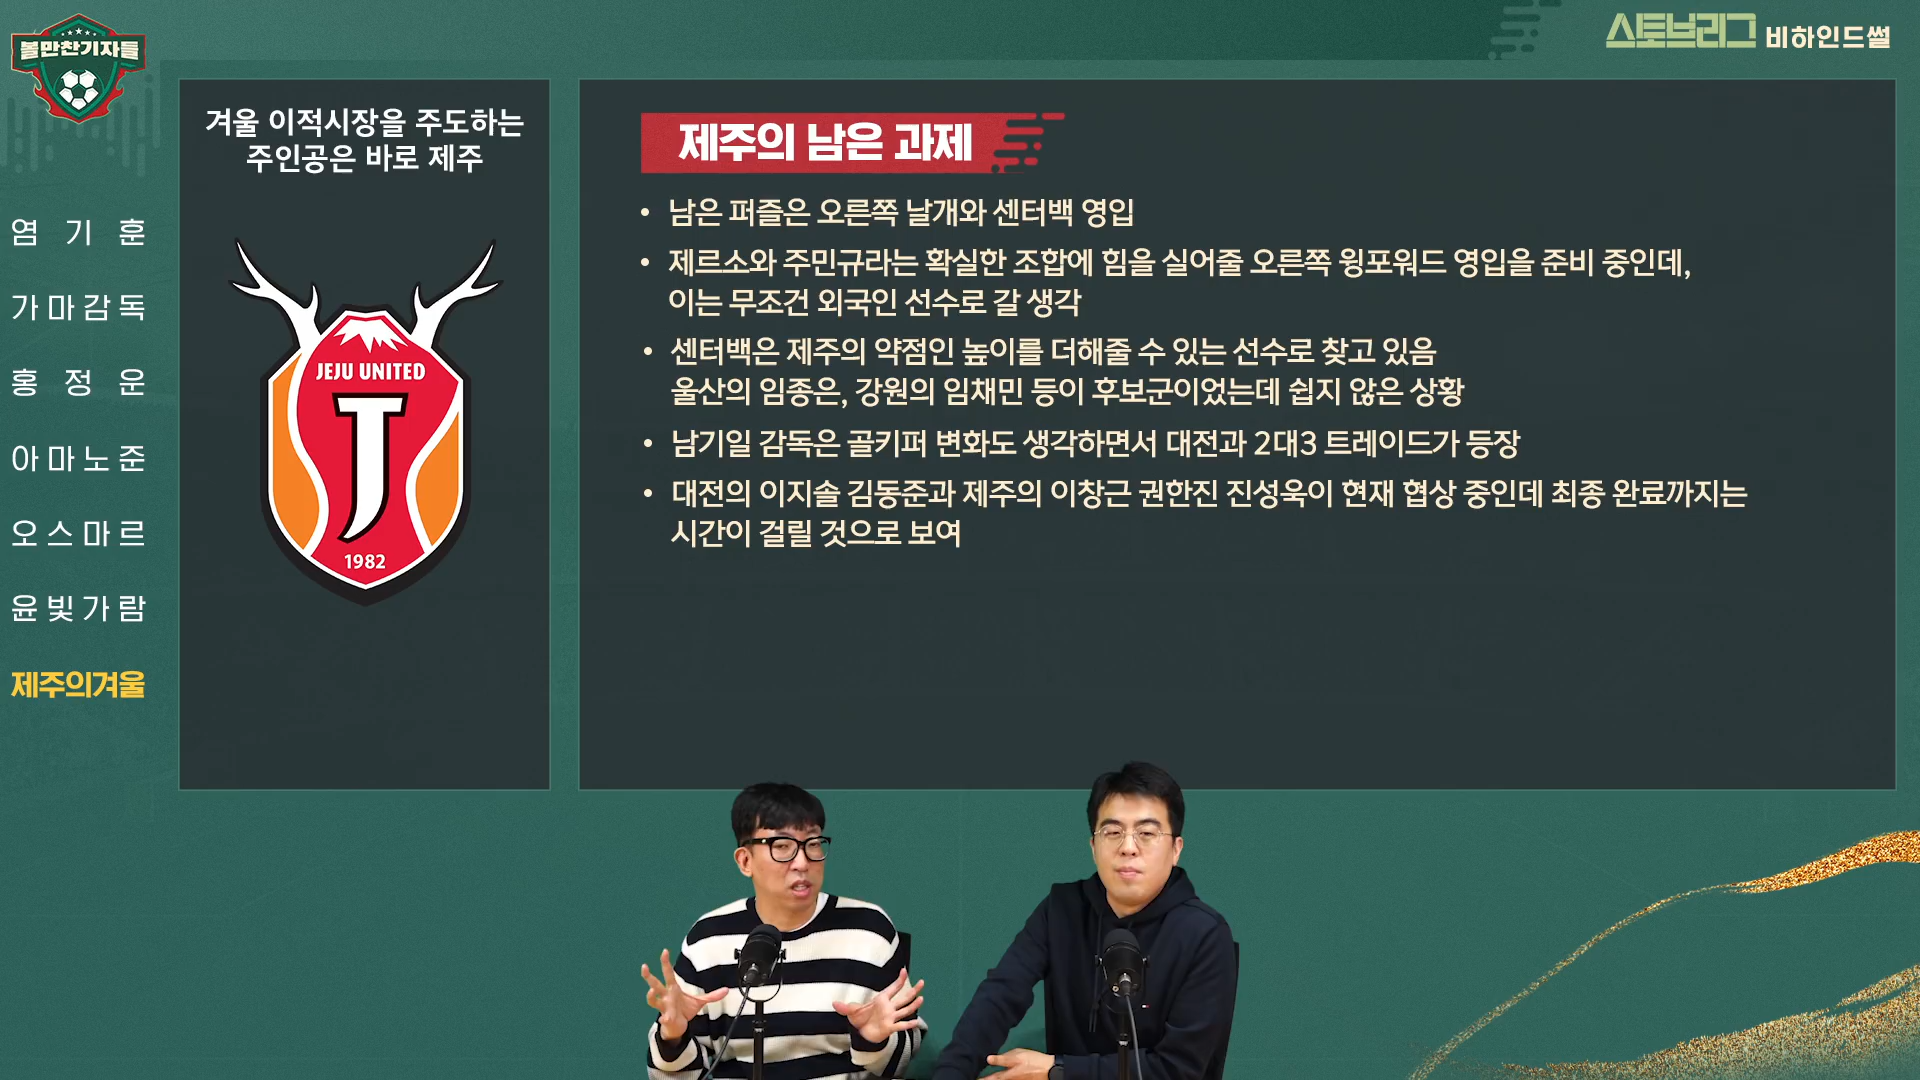 볼만찬기자들
스토브리그 비하인드썰
염기훈
가마감독
홍정운
아마노준
오스마르
윤빛가람
제주의겨울
겨울 이적시장을 주도하는
주인공은 바로 제주
JEJU UNITED
J
1982
제주의 남은 과제
• 남은 퍼즐은 오른쪽 날개와 센터백 영입
• 제르소와 주민규라는 확실한 조합에 힘을 실어줄 오른쪽 윙포워드 영입을 준비 중인데,
이는 무조건 외국인 선수로 갈 생각
• 센터백은 제주의 약점인 높이를 더해줄 수 있는 선수로 찾고 있음
울산의 임종은, 강원의 임채민 등이 후보군이었는데 쉽지 않은 상황
• 남기일 감독은 골키퍼 변화도 생각하면서 대전과 2대3 트레이드가 등장
• 대전의 이지솔 김동준과 제주의 이창근 권한진 진성욱이 현재 협상 중인데 최종 완료까지는
시간이 걸릴 것으로 보여